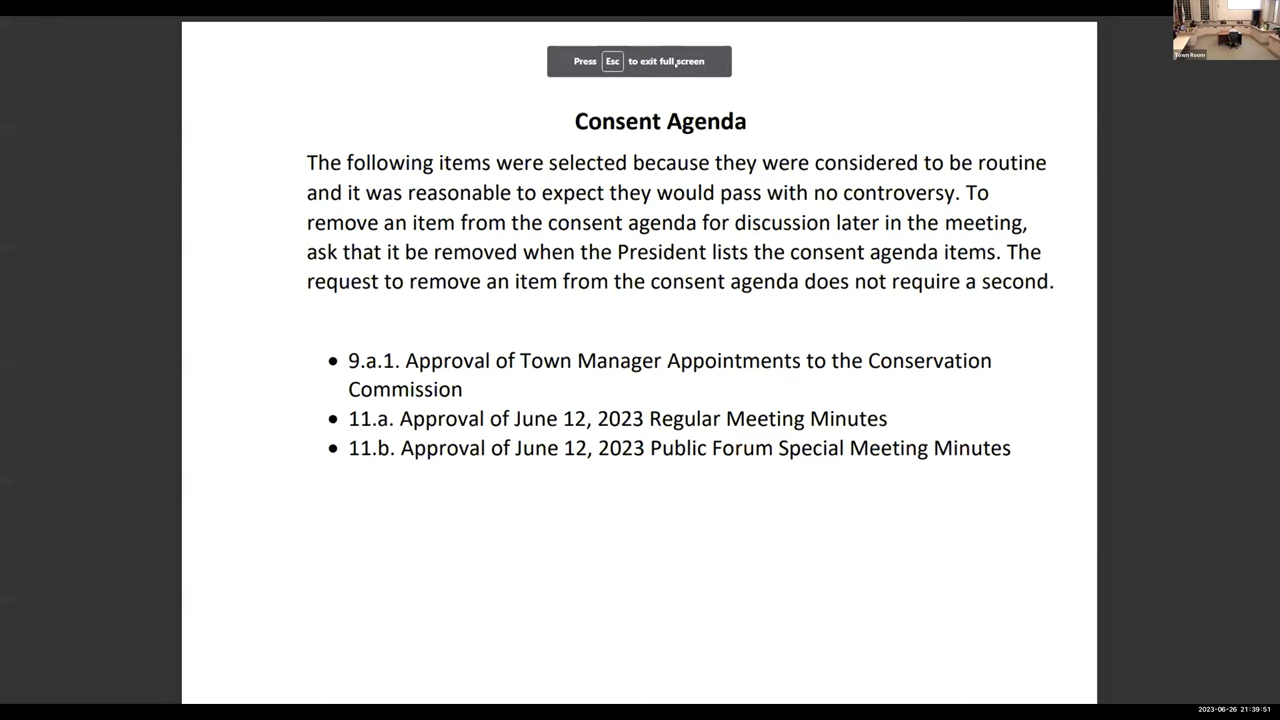 Press Esc to exit full screen
Town Room
Consent Agenda
The following items were selected because they were considered to be routine
and it was reasonable to expect they would pass with no controversy. To
remove an item from the consent agenda for discussion later in the meeting,
ask that it be removed when the President lists the consent agenda items. The
request to remove an item from the consent agenda does not require a second.
• 9.a.1. Approval of Town Manager Appointments to the Conservation
Commission
• 11.a. Approval of June 12, 2023 Regular Meeting Minutes
• 11.b. Approval of June 12, 2023 Public Forum Special Meeting Minutes
2023-06-26 21:39:51